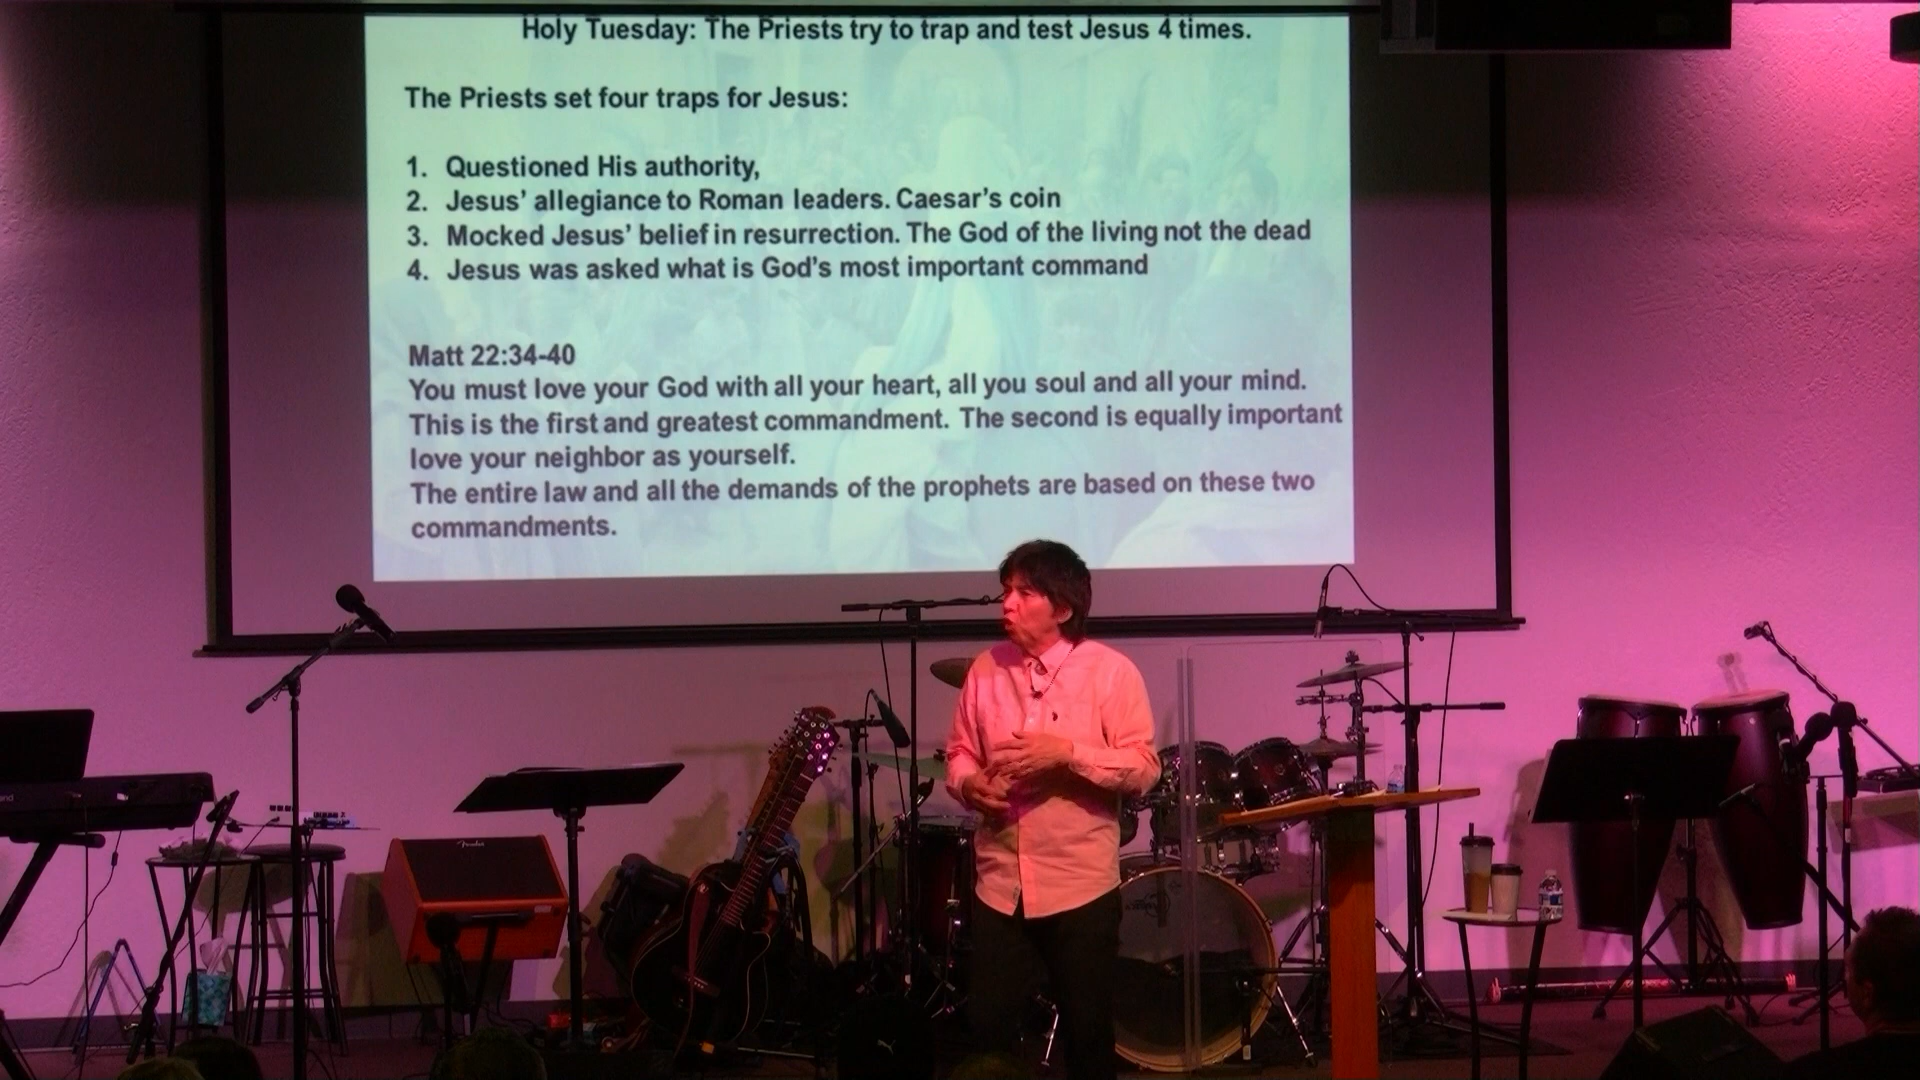 Holy Tuesday: The Priests try to trap and test Jesus 4 times.
The Priests set four traps for Jesus:
1. Questioned His authority,
2. Jesus’ allegiance to Roman leaders. Caesar’s coin
3. Mocked Jesus’ belief in resurrection. The God of the living not the dead
4. Jesus was asked what is God’s most important command
Matt 22:34-40
You must love your God with all your heart, all you soul and all your mind.
This is the first and greatest commandment. The second is equally important
love your neighbor as yourself.
The entire law and all the demands of the prophets are based on these two
commandments.
Fender